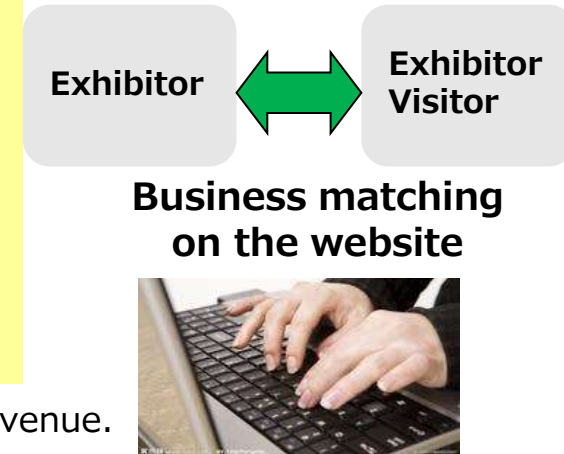 Exhibitor
Exhibitor
Visitor
Business matching
on the website
venue.